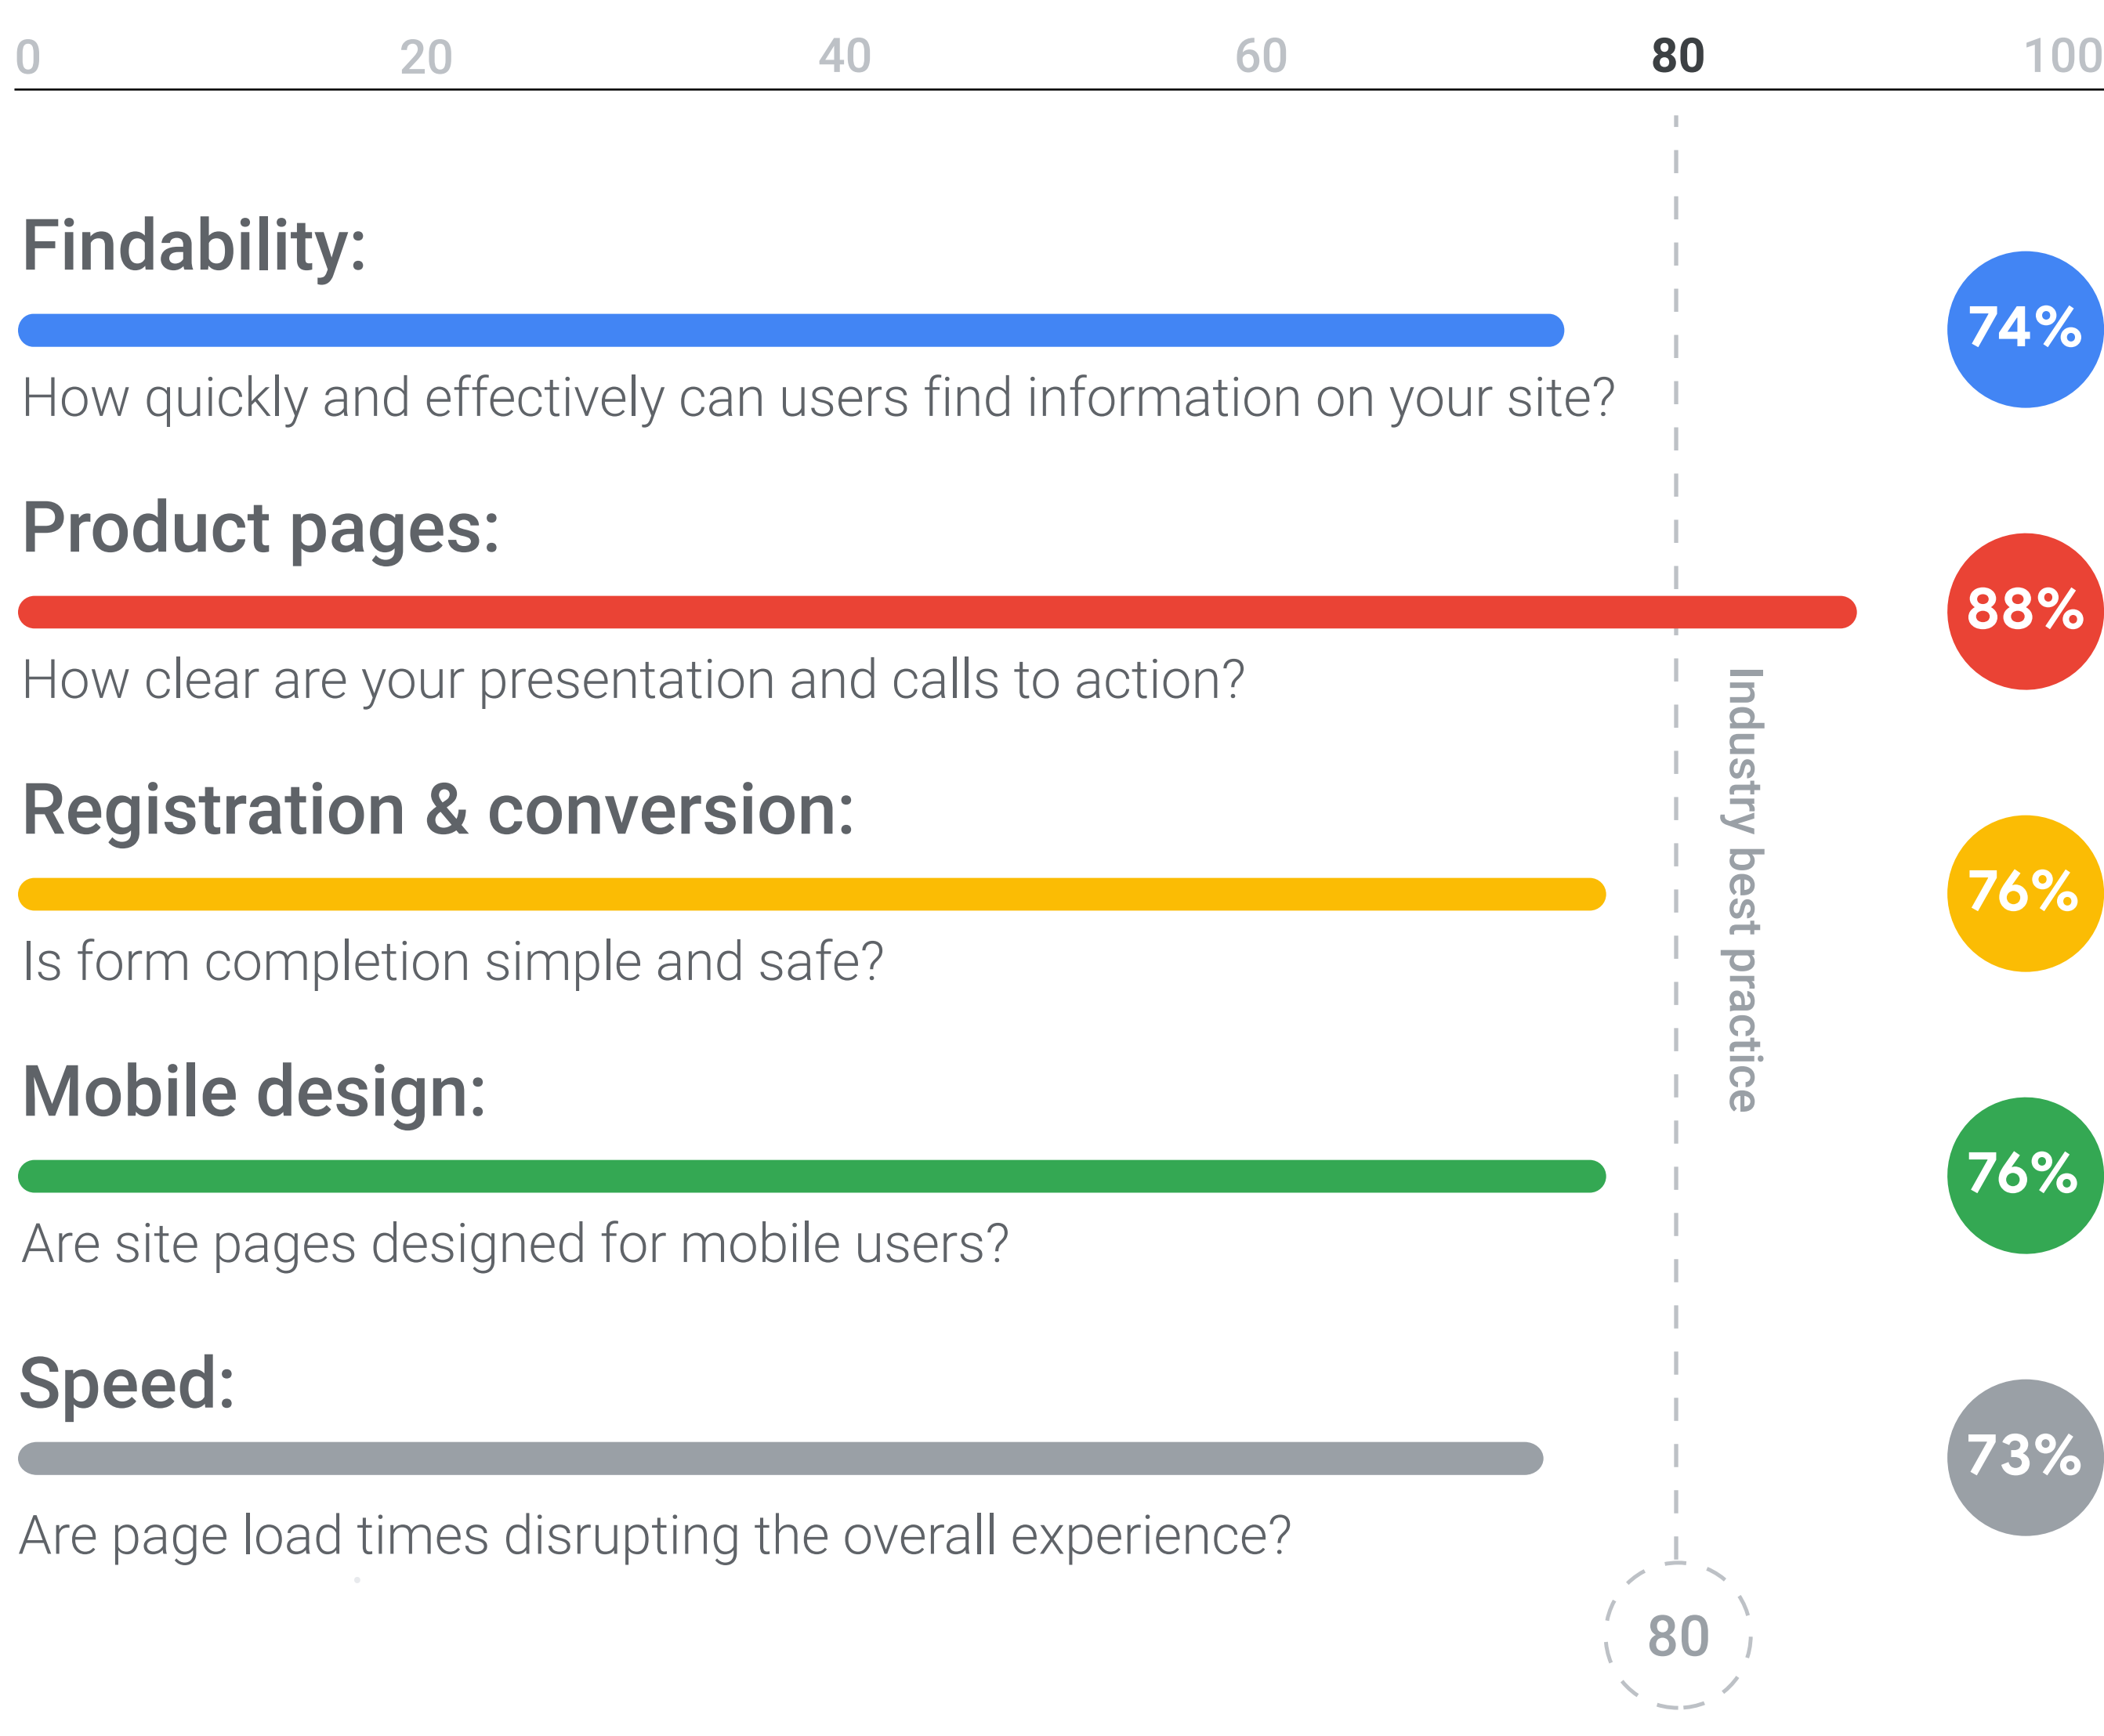 0 20 40 60 80 100
Findability:
74%
How quickly and effectively can users find information on your site?
Product pages:
88%
How clear are your presentation and calls to action?
Industry best practice
Registration & conversion:
76%
Is form completion simple and safe?
Mobile design:
76%
Are site pages designed for mobile users?
Speed:
73%
Are page load times disrupting the overall experience?
80